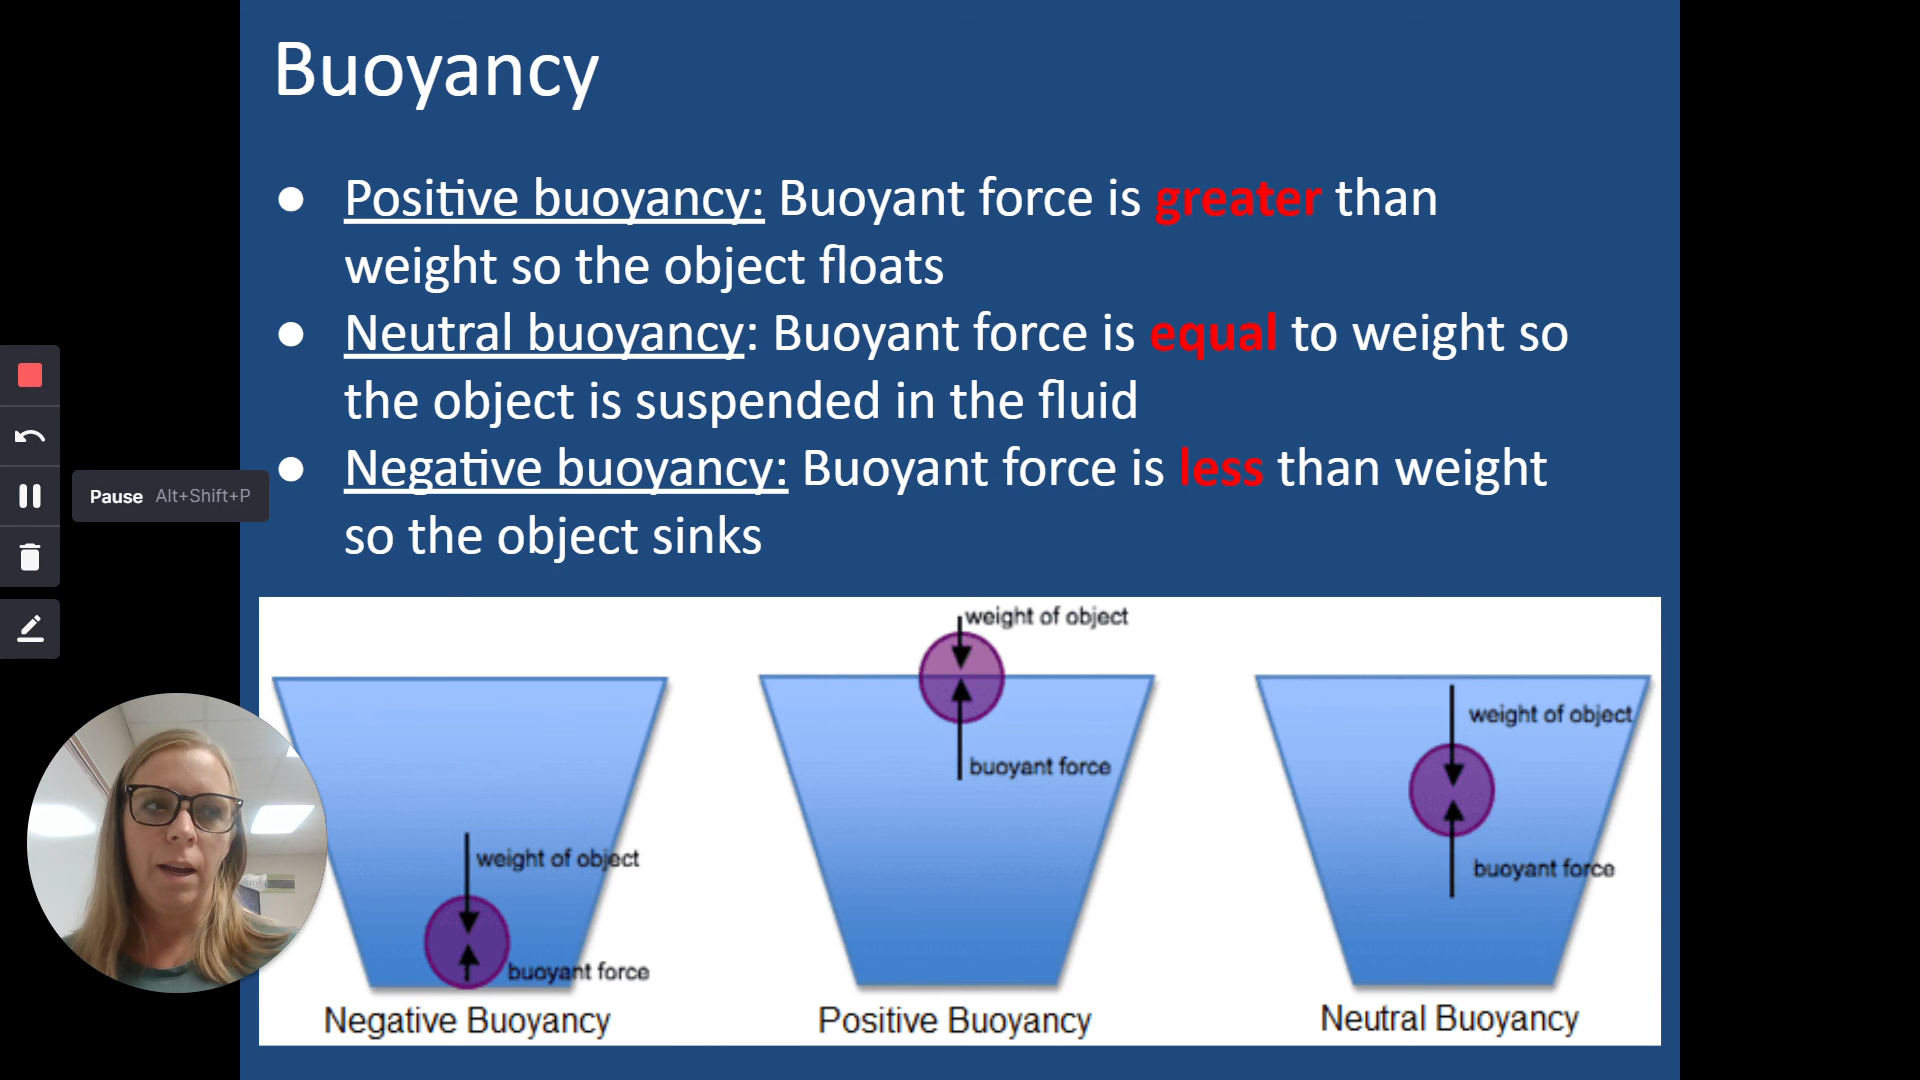 Buoyancy
● Positive buoyancy: Buoyant force is greater than
weight so the object floats
● Neutral buoyancy: Buoyant force is equal to weight so
the object is suspended in the fluid
● Negative buoyancy: Buoyant force is less than weight
so the object sinks
Pause Alt+Shift+P
weight of object
buoyant force
Negative Buoyancy
weight of object
buoyant force
Positive Buoyancy
weight of object
buoyant force
Neutral Buoyancy